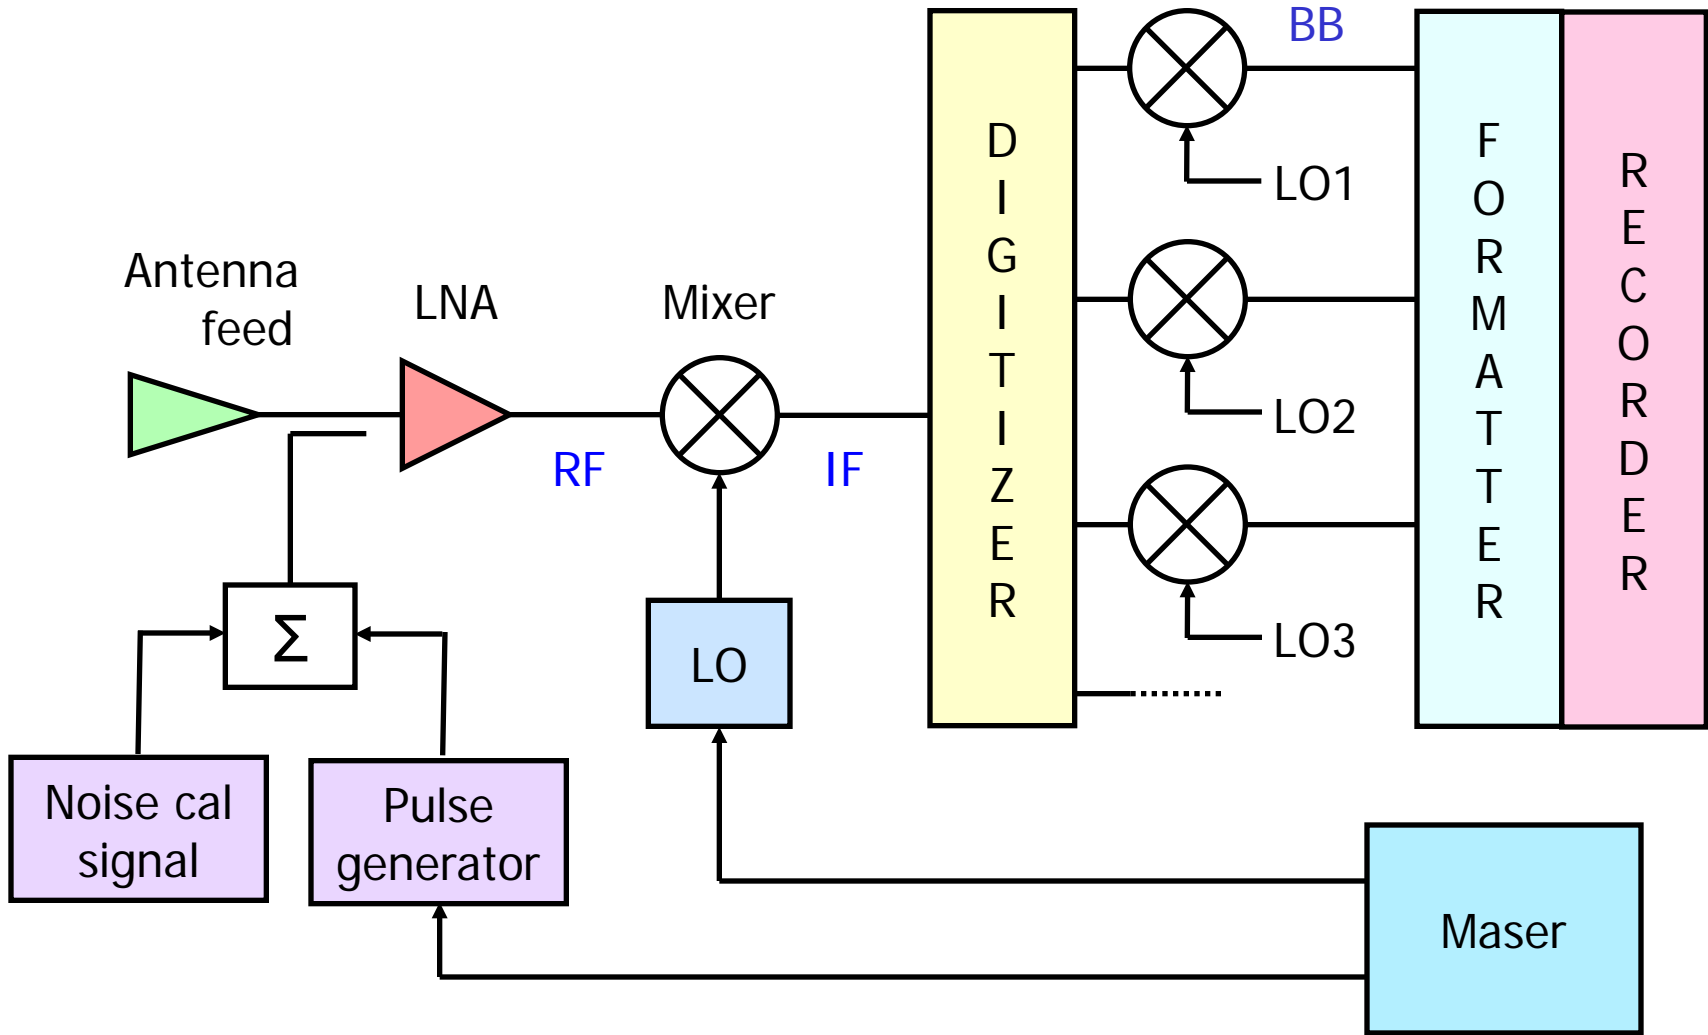 BB
LO1
LO2
LO3
DIGITIZER
FORMATTER
RECORDER
Antenna
feed
LNA
Mixer
RF
IF
Σ
LO
Noise cal
signal
Pulse
generator
Maser